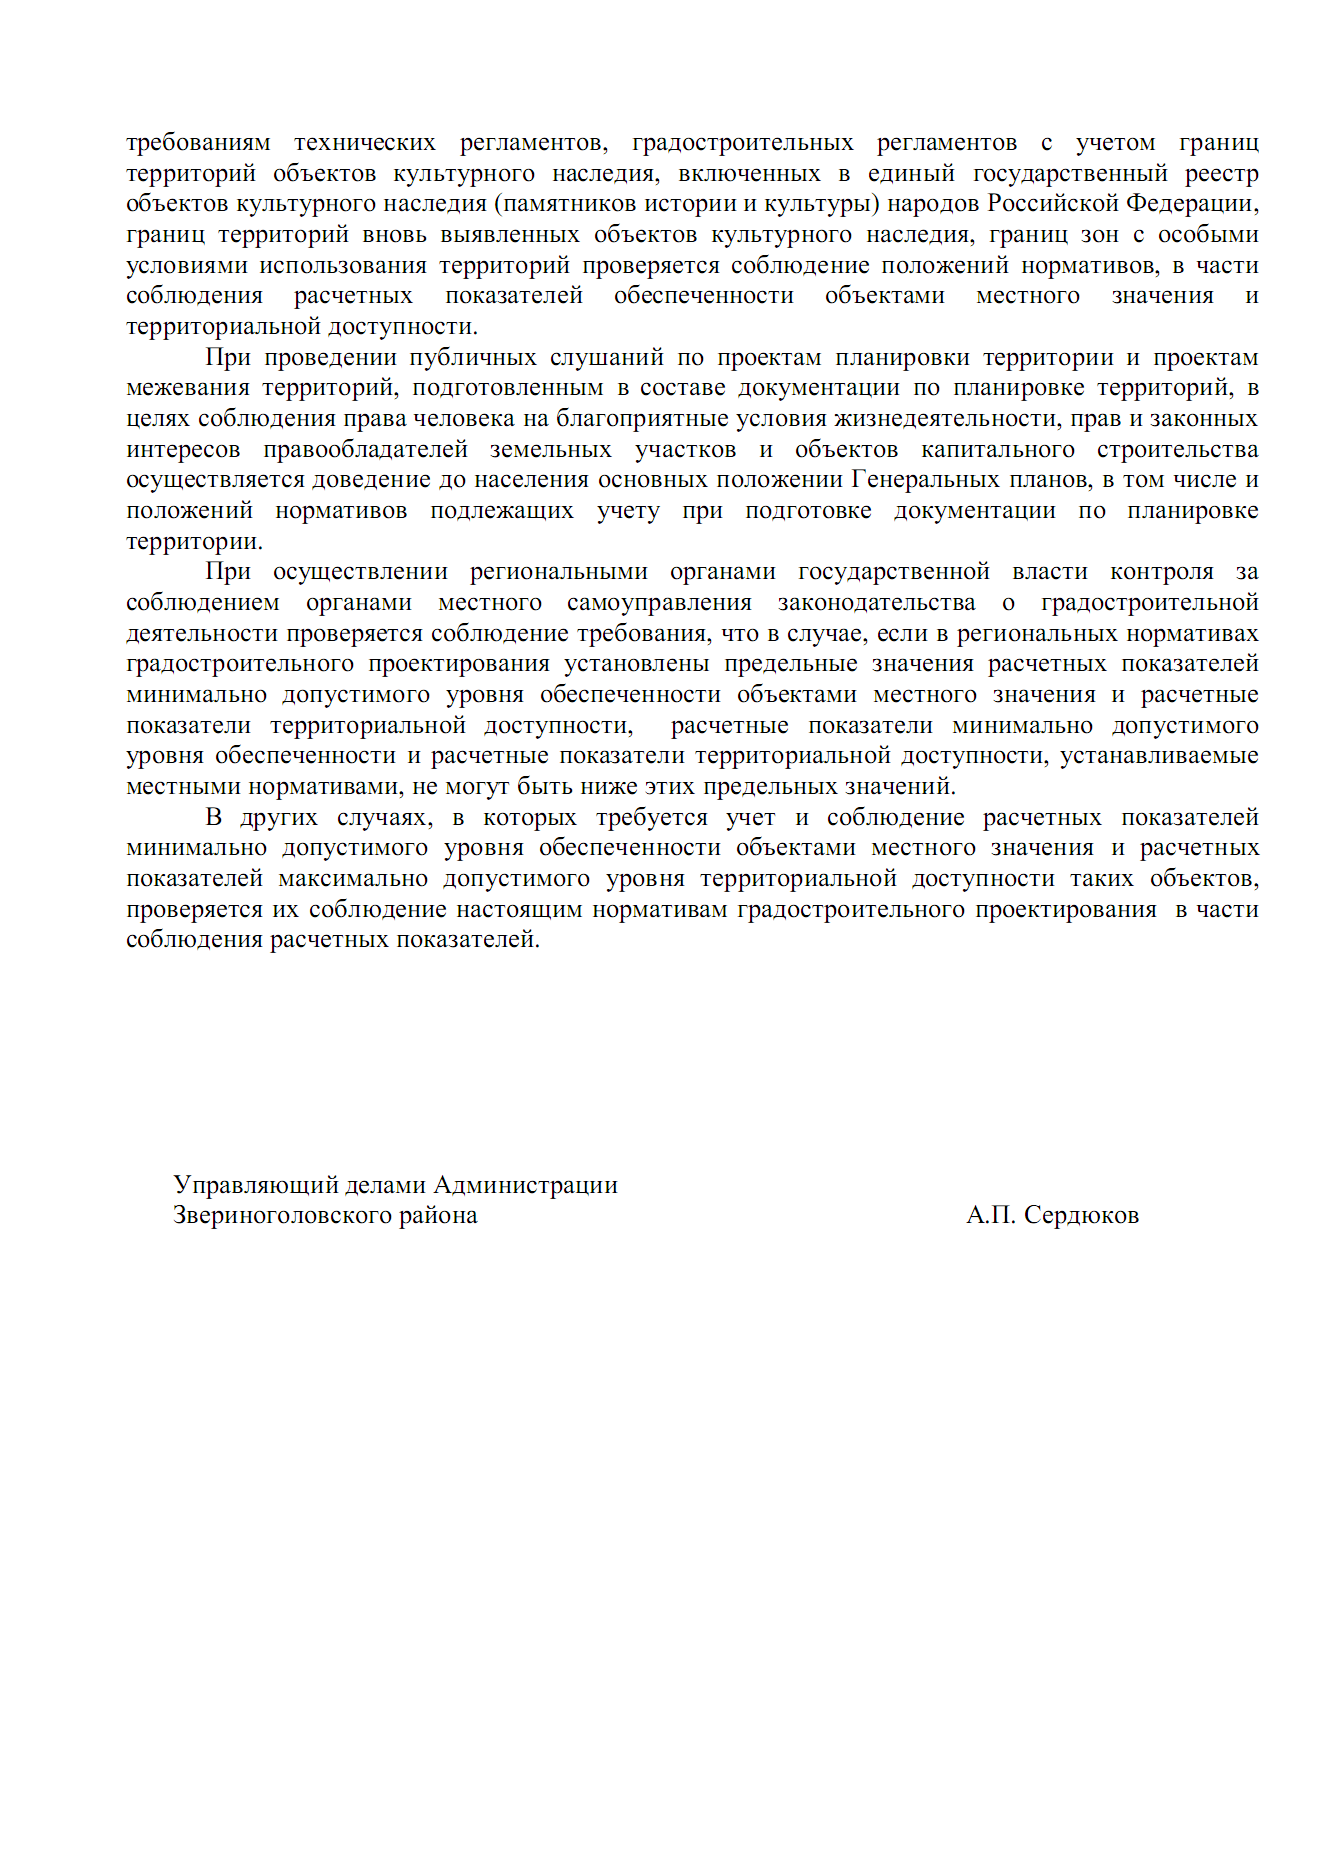 требованиям технических регламентов, градостроительных регламентов с учетом границ
территорий объектов культурного наследия, включенных в единый государственный реестр
объектов культурного наследия (памятников истории и культуры) народов Российской Федерации,
границ территорий вновь выявленных объектов культурного наследия, границ зон с особыми
условиями использования территорий проверяется соблюдение положений нормативов, в части
соблюдения расчетных показателей обеспеченности объектами местного значения и
территориальной доступности.
При проведении публичных слушаний по проектам планировки территории и проектам
межевания территорий, подготовленным в составе документации по планировке территорий, в
целях соблюдения права человека на благоприятные условия жизнедеятельности, прав и законных
интересов правообладателей земельных участков и объектов капитального строительства
осуществляется доведение до населения основных положении Генеральных планов, в том числе и
положений нормативов подлежащих учету при подготовке документации по планировке
территории.
При осуществлении региональными органами государственной власти контроля за
соблюдением органами местного самоуправления законодательства о градостроительной
деятельности проверяется соблюдение требования, что в случае, если в региональных нормативах
градостроительного проектирования установлены предельные значения расчетных показателей
минимально допустимого уровня обеспеченности объектами местного значения и расчетные
показатели территориальной доступности, расчетные показатели минимально допустимого
уровня обеспеченности и расчетные показатели территориальной доступности, устанавливаемые
местными нормативами, не могут быть ниже этих предельных значений.
В других случаях, в которых требуется учет и соблюдение расчетных показателей
минимально допустимого уровня обеспеченности объектами местного значения и расчетных
показателей максимально допустимого уровня территориальной доступности таких объектов,
проверяется их соблюдение настоящим нормативам градостроительного проектирования в части
соблюдения расчетных показателей.
Управляющий делами Администрации
Звериноголовского района А.П. Сердюков